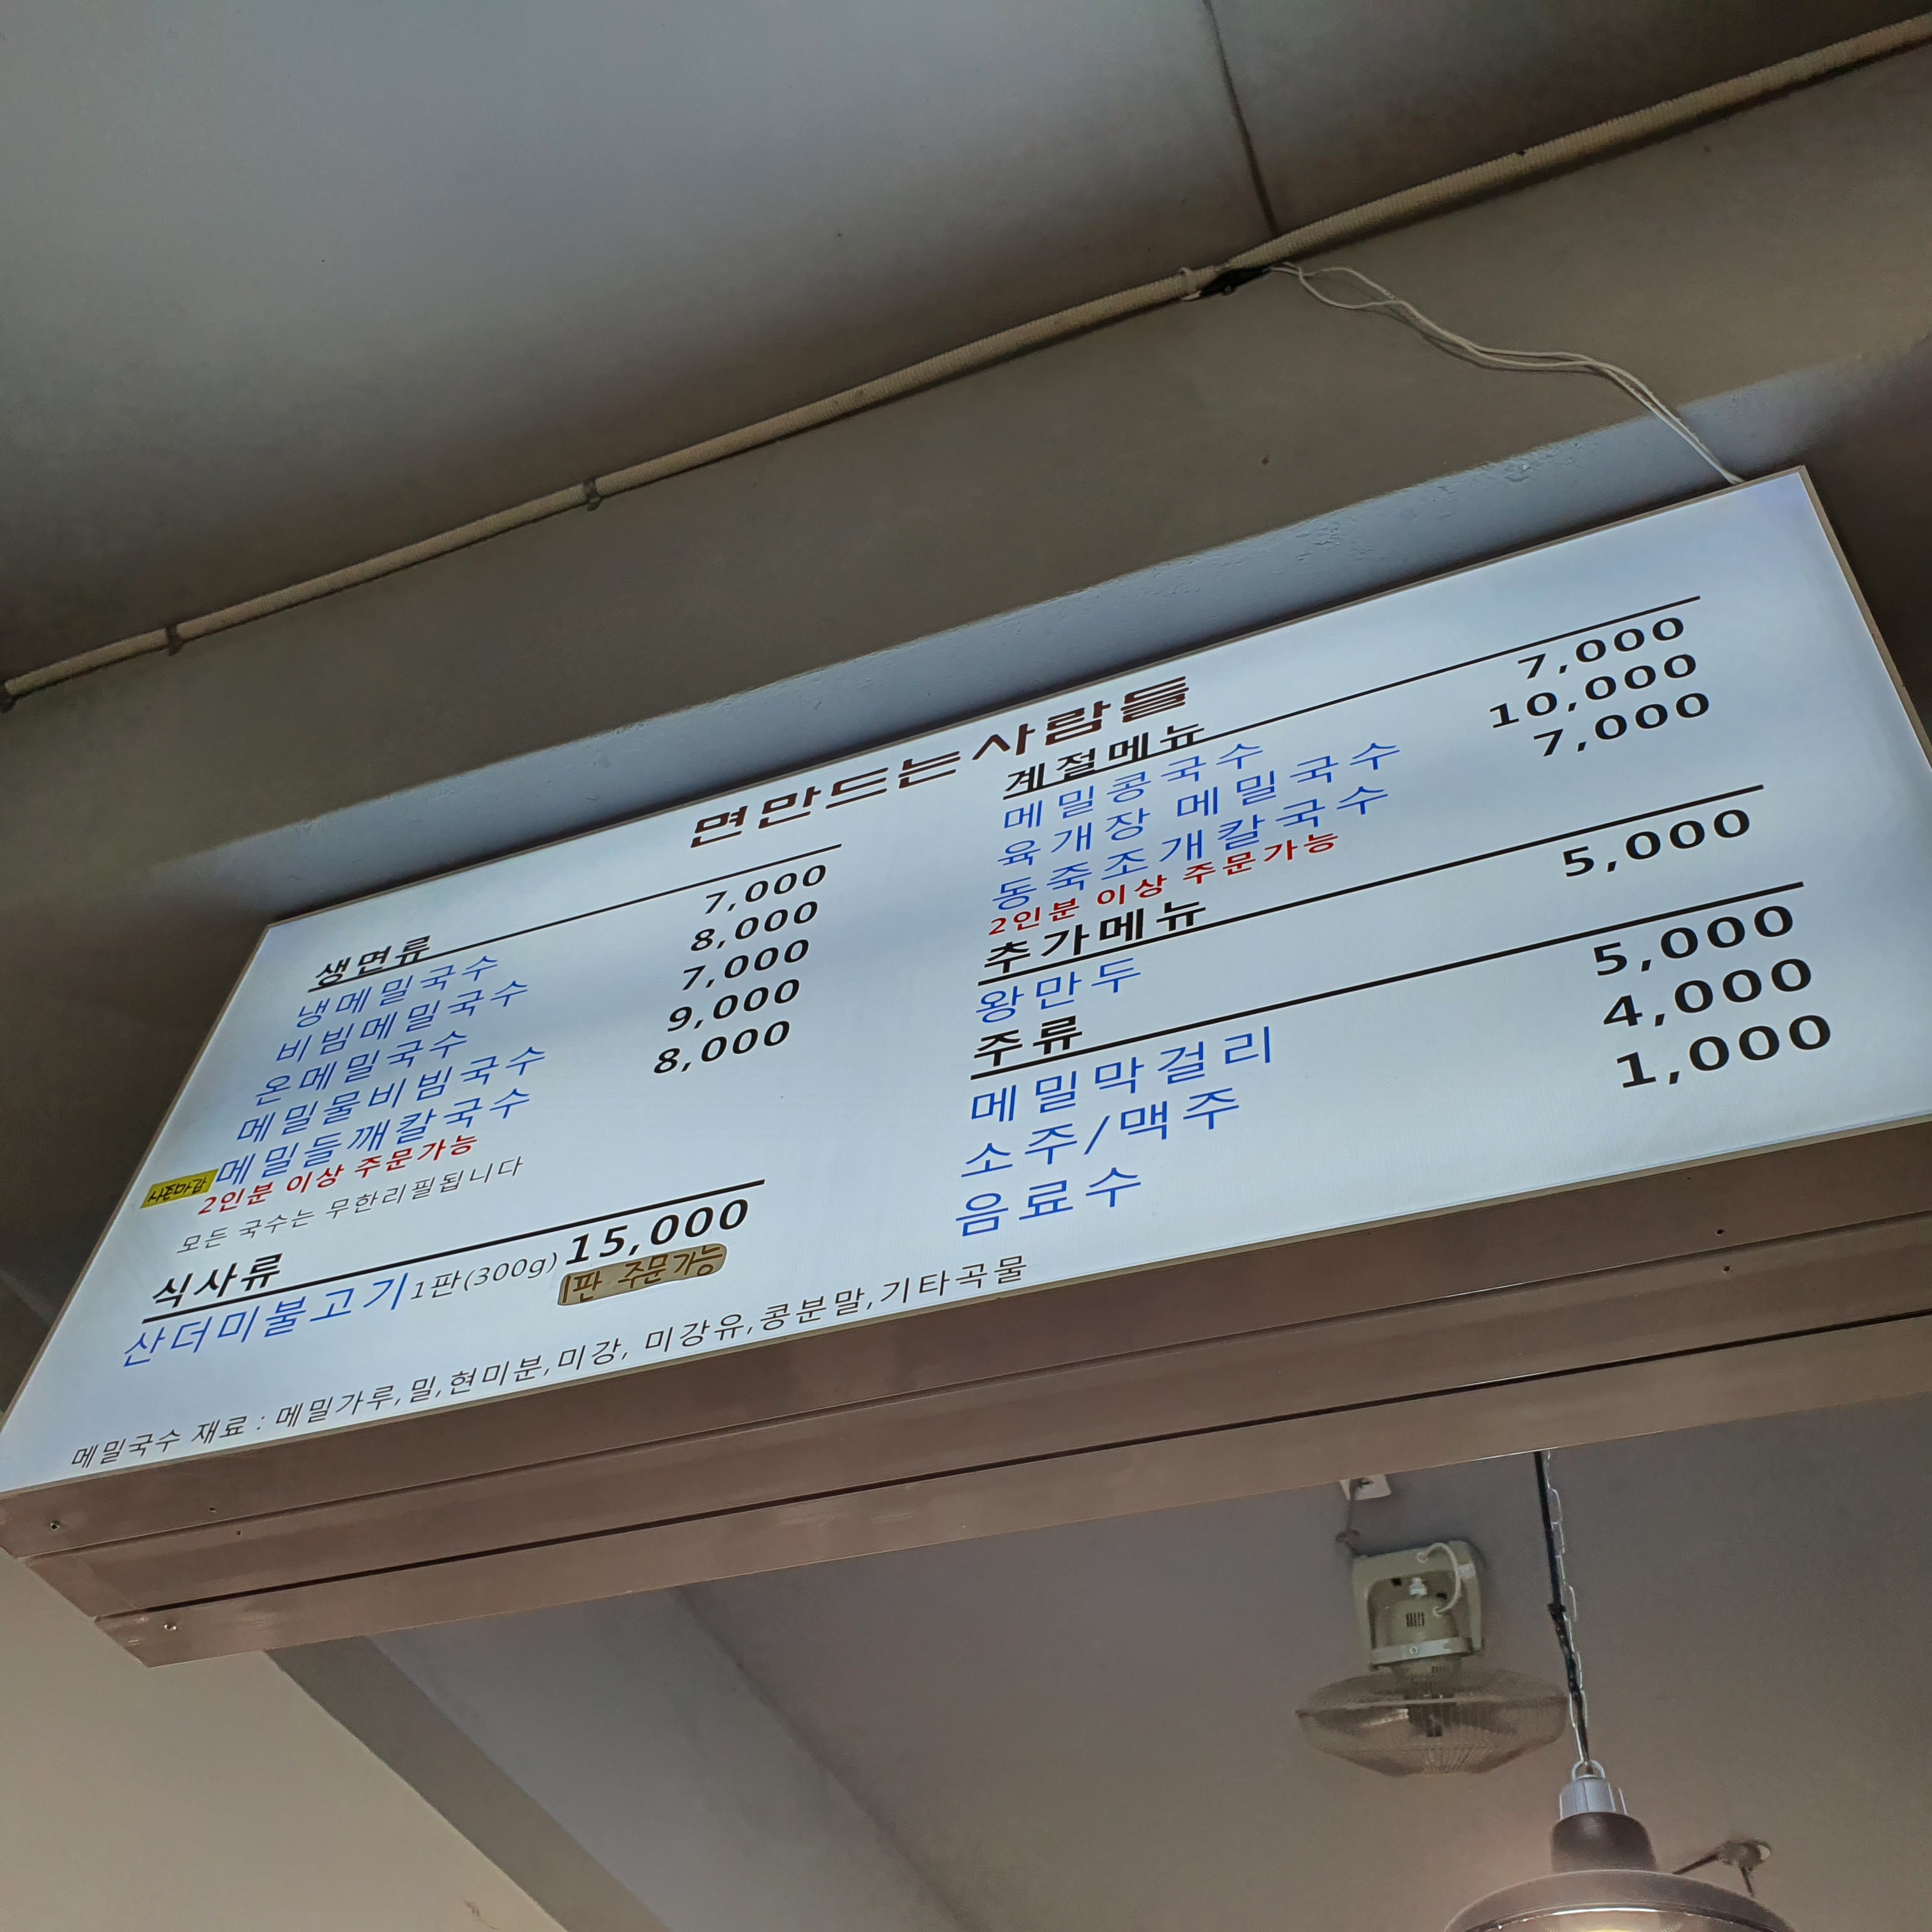 면만드는사람들
생면류
냉메밀국수 7,000
비빔메밀국수 8,000
온메밀국수 7,000
메밀물비빔국수 9,000
메밀들깨칼국수 8,000
2인분 이상 주문가능
모든 국수는 무한리필됩니다
식사류
산더미불고기 1판(300g) 15,000
1판 주문가능
계절메뉴
메밀콩국수 7,000
육개장 메밀국수 10,000
동죽조개칼국수 7,000
2인분 이상 주문가능
추가메뉴
왕만두 5,000
주류
메밀막걸리 5,000
소주/맥주 4,000
음료수 1,000
메밀국수 재료 : 메밀가루,밀,현미분,미강, 미강유,콩분말,기타곡물